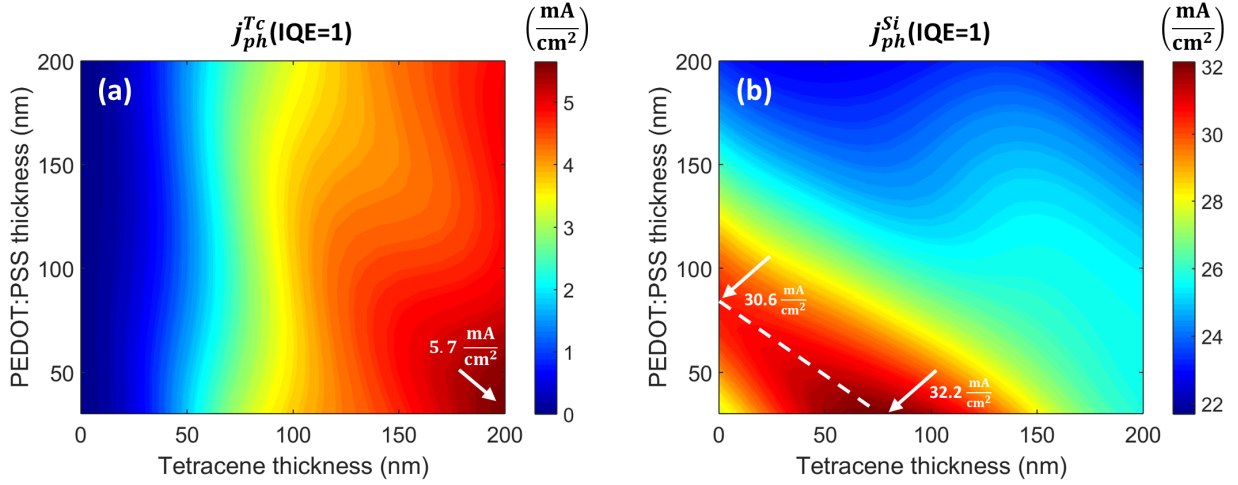 j_ph^Tc(IQE=1)
(mA/cm²)
(a)
PEDOT:PSS thickness (nm)
200
150
100
50
0
50
100
150
200
Tetracene thickness (nm)
5.7 mA/cm²
5
4
3
2
1
0
j_ph^Si(IQE=1)
(mA/cm²)
(b)
PEDOT:PSS thickness (nm)
200
150
100
50
0
50
100
150
200
Tetracene thickness (nm)
30.6 mA/cm²
32.2 mA/cm²
32
30
28
26
24
22